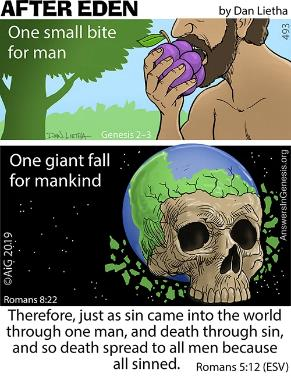 AFTER EDEN
by Dan Lietha
One small bite
for man
493
DAN LIETHA
Genesis 2–3
One giant fall
for mankind
AnswersInGenesis.org
©AiG 2019
Romans 8:22
Therefore, just as sin came into the world
through one man, and death through sin,
and so death spread to all men because
all sinned. Romans 5:12 (ESV)